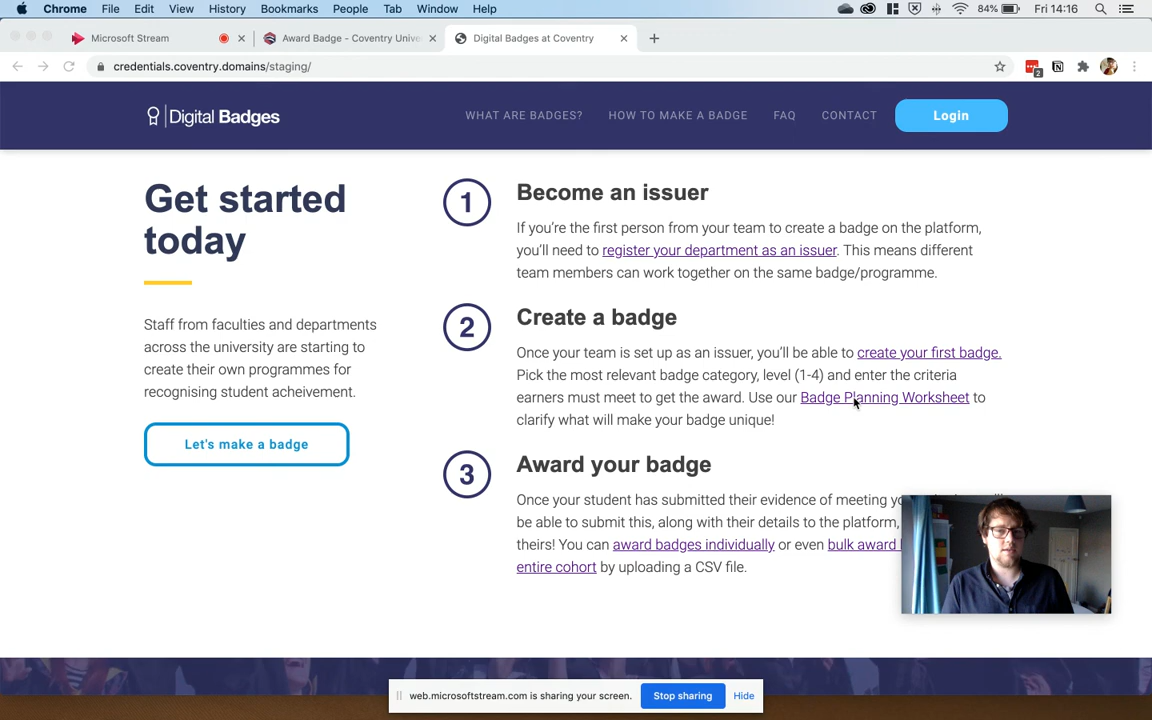 Chrome File Edit View History Bookmarks People Tab Window Help 84% Fri 14:16
Microsoft Stream Award Badge - Coventry Unive Digital Badges at Coventry
credentials.coventry.domains/staging/ 2
Digital Badges WHAT ARE BADGES? HOW TO MAKE A BADGE FAQ CONTACT Login
Get started
today
Staff from faculties and departments
across the university are starting to
create their own programmes for
recognising student acheivement.
Let's make a badge
1 Become an issuer
If you're the first person from your team to create a badge on the platform,
you'll need to register your department as an issuer. This means different
team members can work together on the same badge/programme.
2 Create a badge
Once your team is set up as an issuer, you'll be able to create your first badge.
Pick the most relevant badge category, level (1-4) and enter the criteria
earners must meet to get the award. Use our Badge Planning Worksheet to
clarify what will make your badge unique!
3 Award your badge
Once your student has submitted their evidence of meeting
be able to submit this, along with their details to the platform,
theirs! You can award badges individually or even bulk award
entire cohort by uploading a CSV file.
web.microsoftstream.com is sharing your screen. Stop sharing Hide